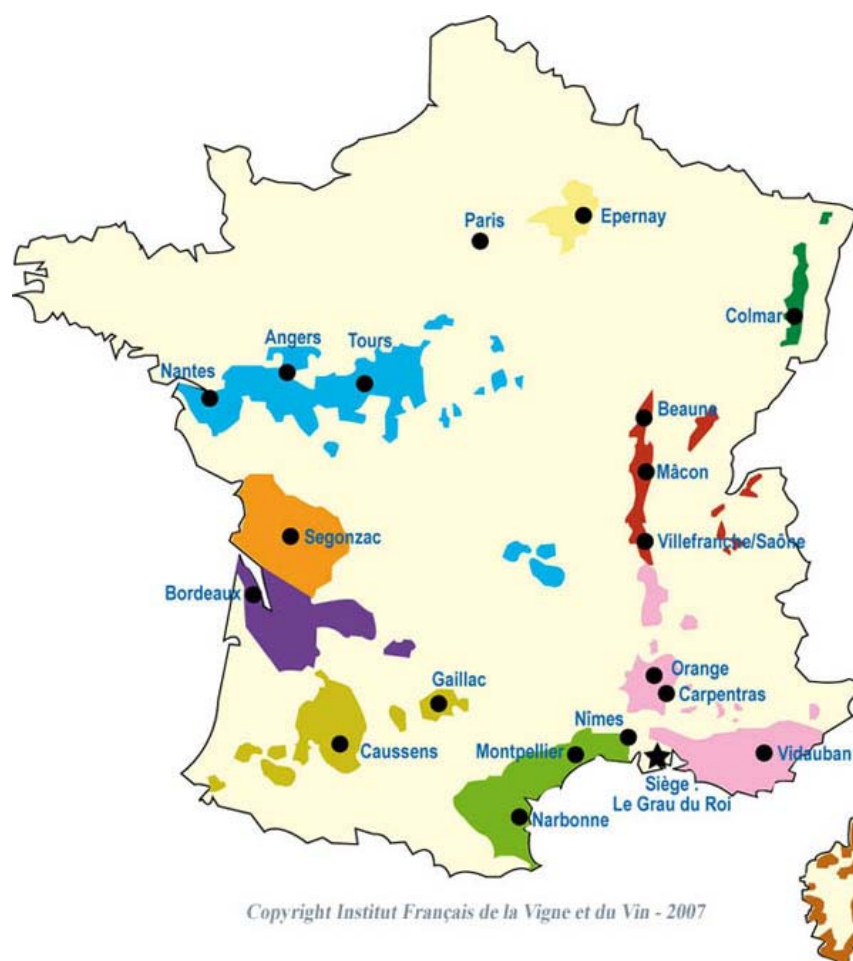 Epernay
Paris
Colmar
Angers
Tours
Nantes
Beaune
Mâcon
Segonzac
Villefranche/Saône
Bordeaux
Orange
Gaillac
Carpentras
Nîmes
Caussens
Montpellier
Vidauban
Siège :
Le Grau du Roi
Narbonne
Copyright Institut Français de la Vigne et du Vin - 2007